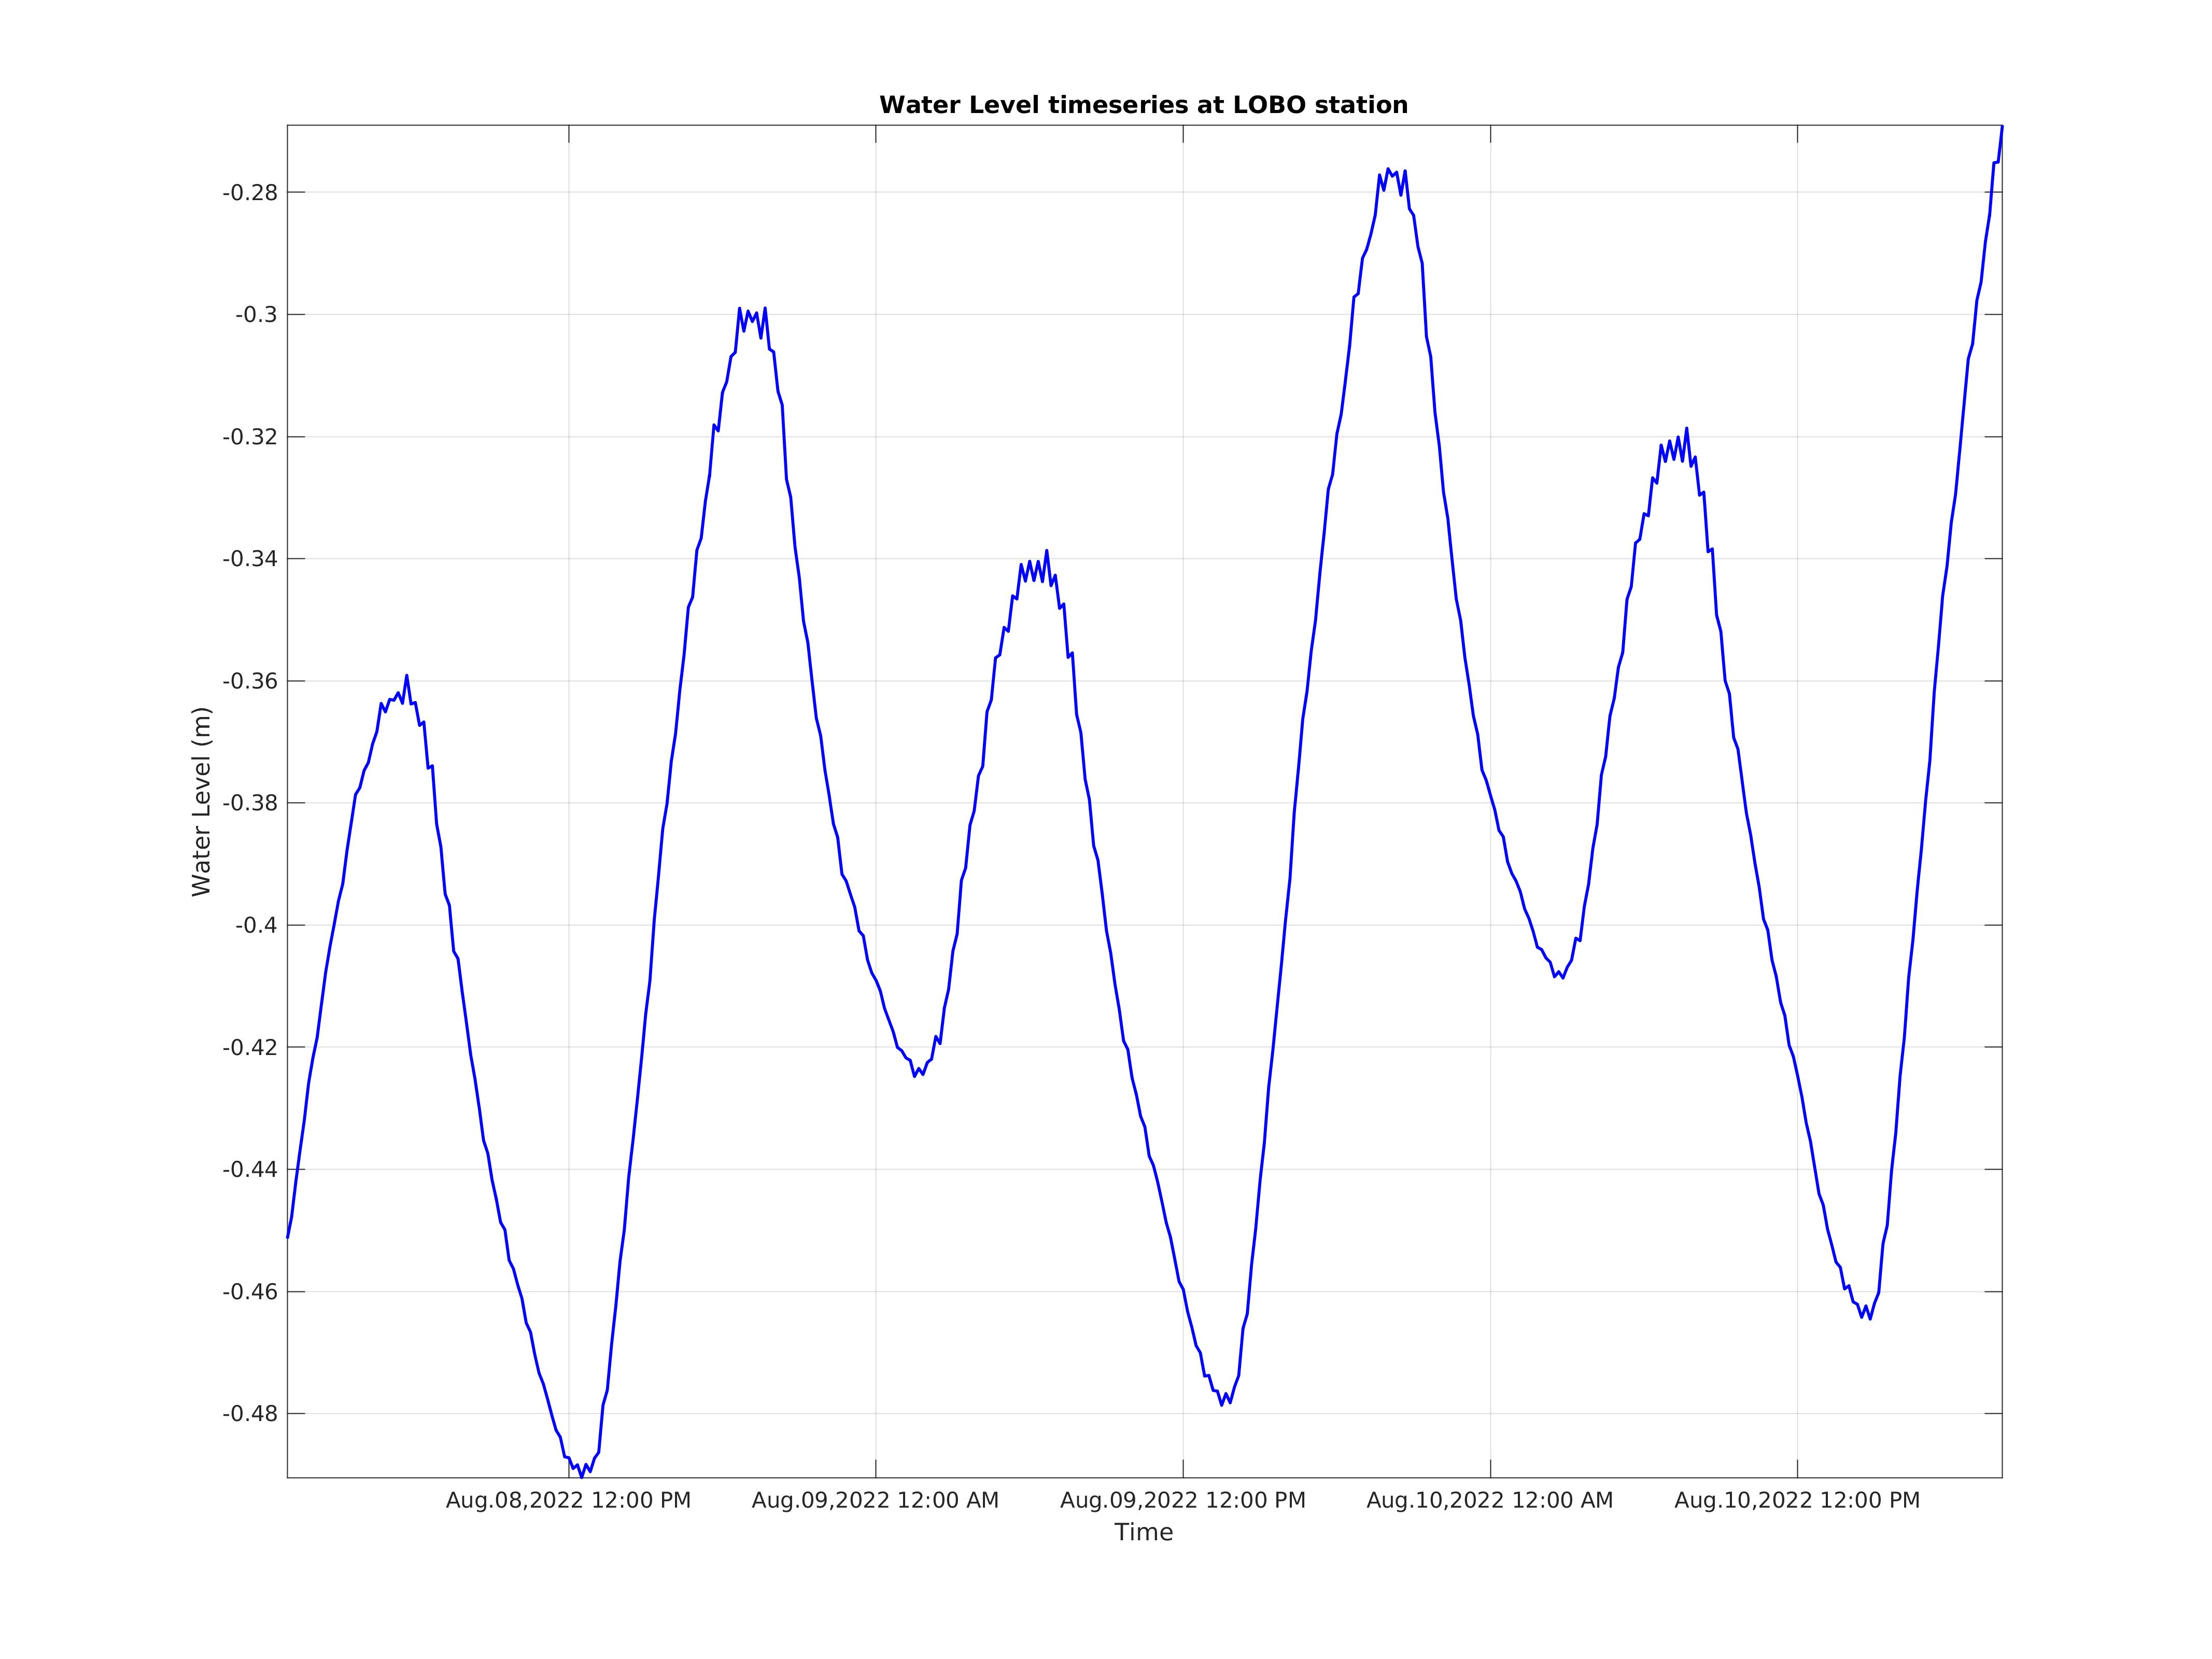 Water Level timeseries at LOBO station
-0.28
-0.3
-0.32
-0.34
-0.36
-0.38
-0.4
-0.42
-0.44
-0.46
-0.48
Water Level (m)
Aug.08,2022 12:00 PM
Aug.09,2022 12:00 AM
Aug.09,2022 12:00 PM
Aug.10,2022 12:00 AM
Aug.10,2022 12:00 PM
Time